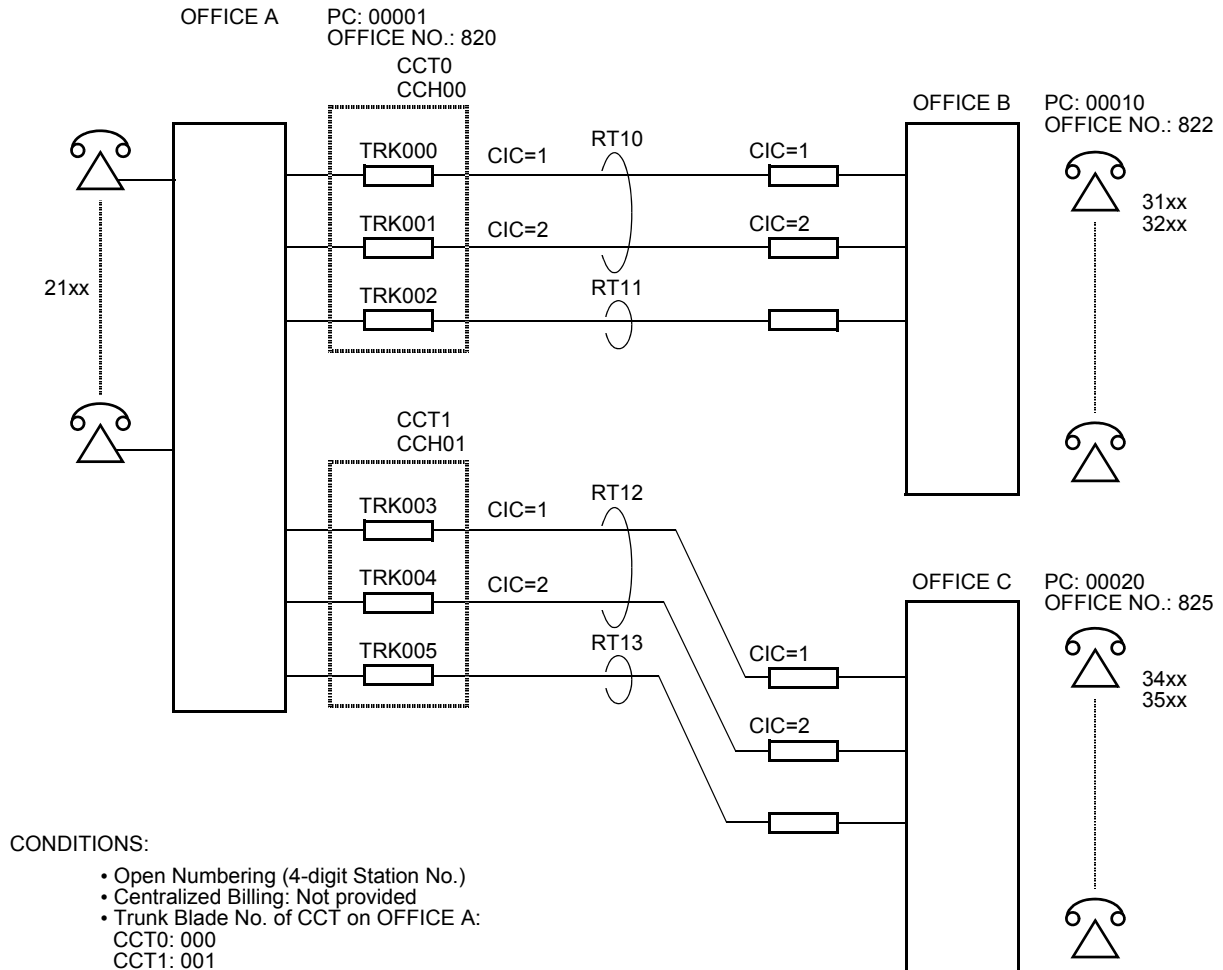 OFFICE A
PC: 00001
OFFICE NO.: 820
CCT0
CCH00
TRK000
CIC=1
RT10
CIC=1
TRK001
CIC=2
CIC=2
TRK002
RT11
21xx
OFFICE B
PC: 00010
OFFICE NO.: 822
31xx
32xx
CCT1
CCH01
TRK003
CIC=1
RT12
TRK004
CIC=2
TRK005
RT13
CIC=1
CIC=2
OFFICE C
PC: 00020
OFFICE NO.: 825
34xx
35xx
CONDITIONS:
• Open Numbering (4-digit Station No.)
• Centralized Billing: Not provided
• Trunk Blade No. of CCT on OFFICE A:
CCT0: 000
CCT1: 001